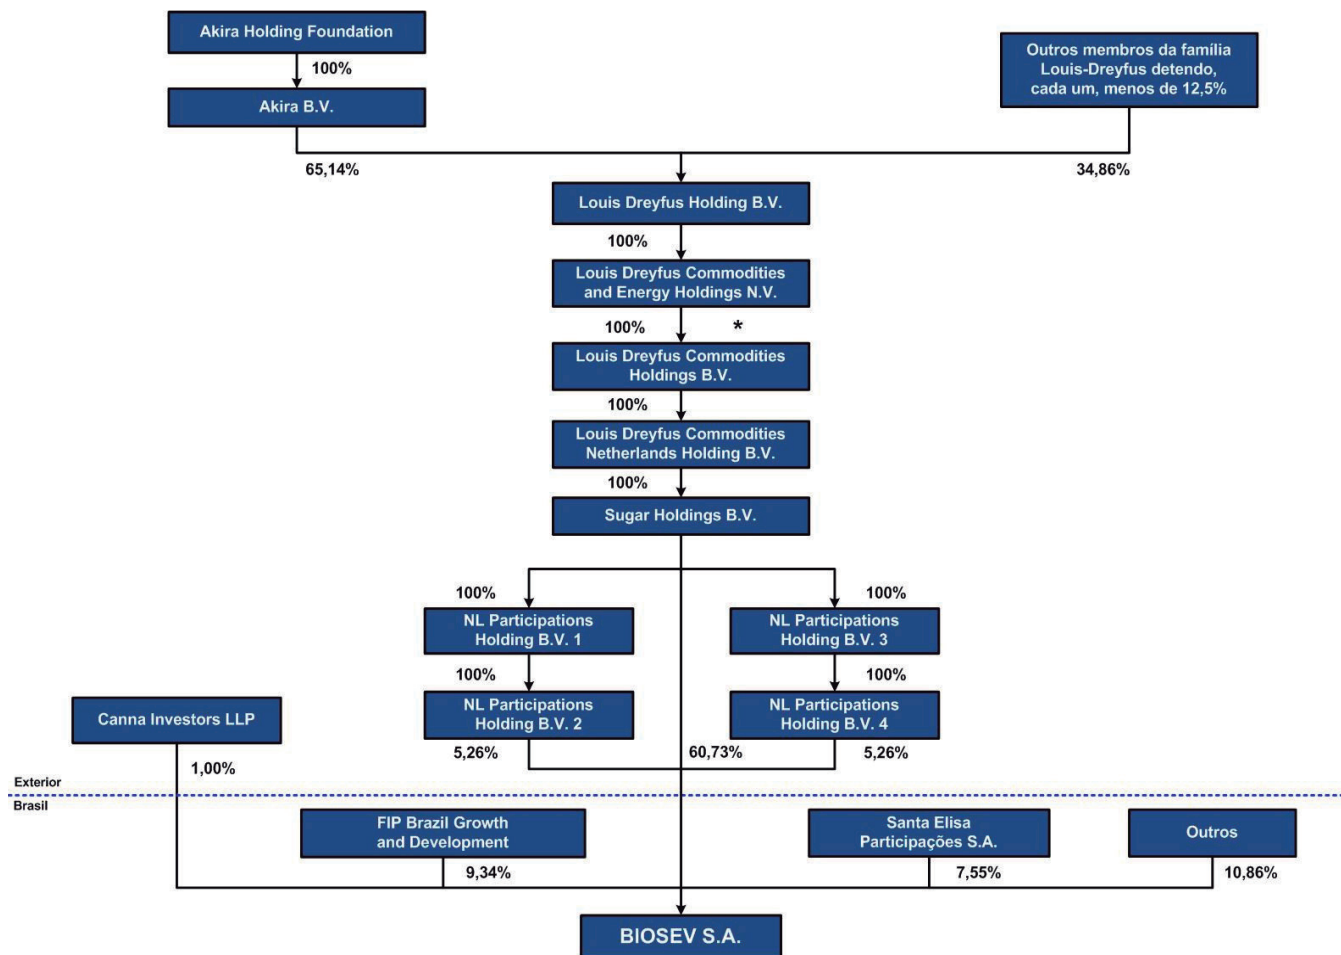 Akira Holding Foundation
100%
Akira B.V.
Outros membros da família
Louis-Dreyfus detendo,
cada um, menos de 12,5%
65,14%
34,86%
Louis Dreyfus Holding B.V.
100%
Louis Dreyfus Commodities
and Energy Holdings N.V.
100% *
Louis Dreyfus Commodities
Holdings B.V.
100%
Louis Dreyfus Commodities
Netherlands Holding B.V.
100%
Sugar Holdings B.V.
100%
100%
NL Participations
Holding B.V. 1
NL Participations
Holding B.V. 3
100%
100%
Canna Investors LLP
NL Participations
Holding B.V. 2
NL Participations
Holding B.V. 4
1,00%
5,26%
60,73%
5,26%
Exterior
Brasil
FIP Brazil Growth
and Development
Santa Elisa
Participações S.A.
Outros
9,34%
7,55%
10,86%
BIOSEV S.A.